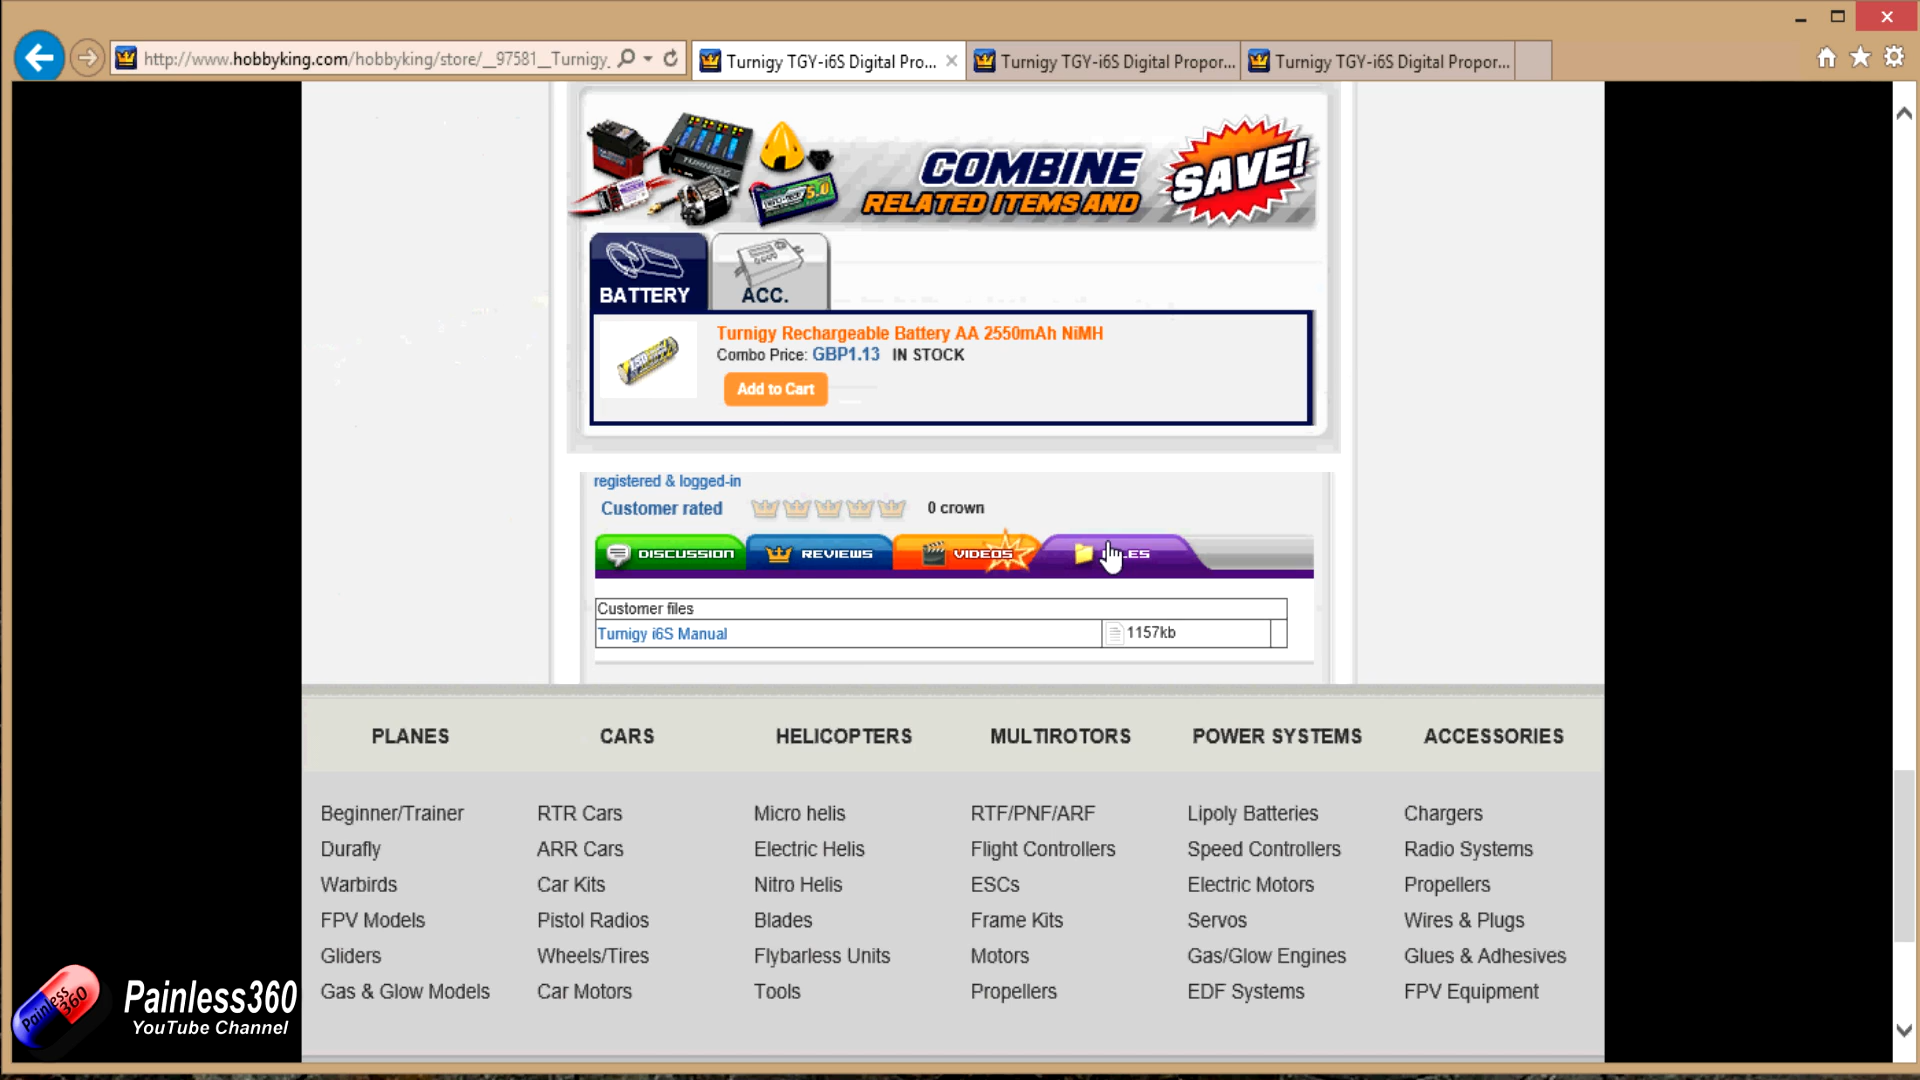 http://www.hobbyking.com/hobbyking/store/__97581__Turnigy_
Turnigy TGY-i6S Digital Pro...
Turnigy TGY-i6S Digital Propor...
Turnigy TGY-i6S Digital Propor...
COMBINE
RELATED ITEMS AND
SAVE!
TURNIGY
5.0
BATTERY
ACC.
Turnigy Rechargeable Battery AA 2550mAh NiMH
Combo Price: GBP1.13 IN STOCK
Add to Cart
registered & logged-in
Customer rated
0 crown
DISCUSSION
REVIEWS
VIDEOS
Customer files
Turnigy i6S Manual
1157kb
PLANES
CARS
HELICOPTERS
MULTIROTORS
POWER SYSTEMS
ACCESSORIES
Beginner/Trainer
RTR Cars
Micro helis
RTF/PNF/ARF
Lipoly Batteries
Chargers
Durafly
ARR Cars
Electric Helis
Flight Controllers
Speed Controllers
Radio Systems
Warbirds
Car Kits
Nitro Helis
ESCs
Electric Motors
Propellers
FPV Models
Pistol Radios
Blades
Frame Kits
Servos
Wires & Plugs
Gliders
Wheels/Tires
Flybarless Units
Motors
Gas/Glow Engines
Glues & Adhesives
Gas & Glow Models
Car Motors
Tools
Propellers
EDF Systems
FPV Equipment
Painless360
Painless360
YouTube Channel